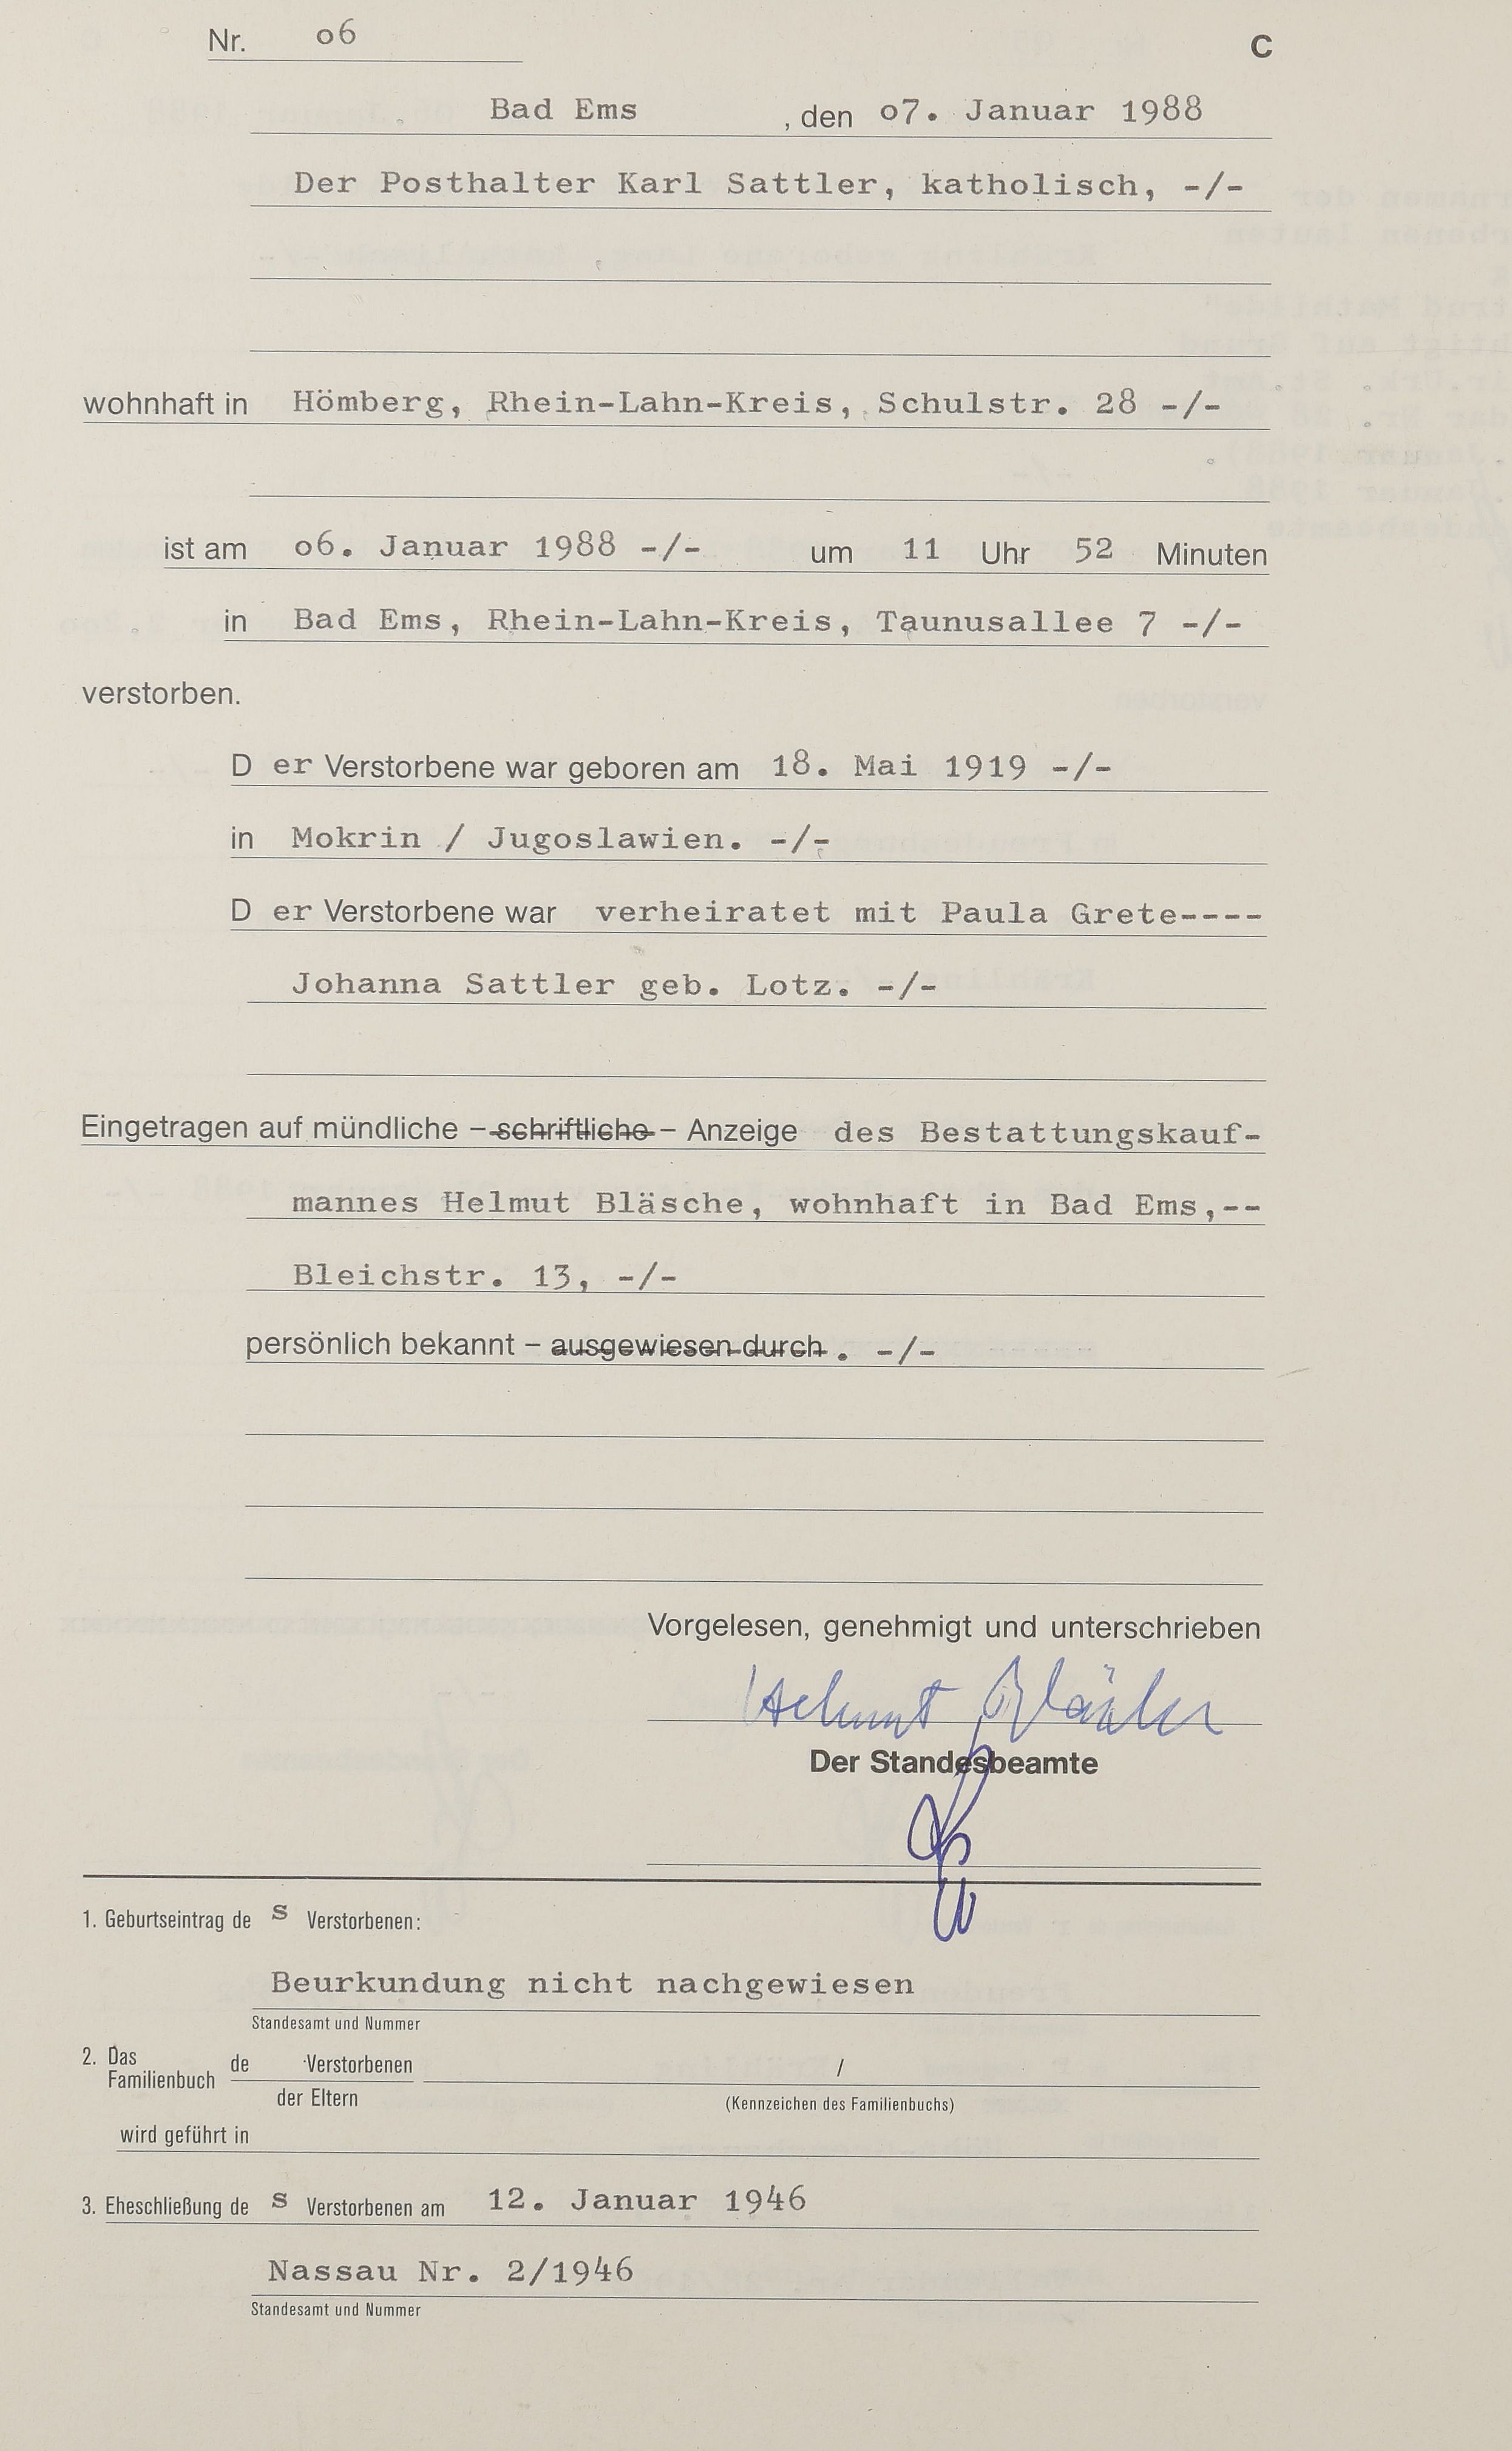 Nr. o6 C
Bad Ems , den o7. Januar 1988
Der Posthalter Karl Sattler, katholisch, -/-
wohnhaft in Hömberg, Rhein-Lahn-Kreis, Schulstr. 28 -/-
ist am o6. Januar 1988 -/- um 11 Uhr 52 Minuten
in Bad Ems, Rhein-Lahn-Kreis, Taunusallee 7 -/-
verstorben.
D er Verstorbene war geboren am 18. Mai 1919 -/-
in Mokrin / Jugoslawien. -/-
D er Verstorbene war verheiratet mit Paula Grete----
Johanna Sattler geb. Lotz. -/-
Eingetragen auf mündliche – schriftliche – Anzeige des Bestattungskauf-
mannes Helmut Bläsche, wohnhaft in Bad Ems,--
Bleichstr. 13, -/-
persönlich bekannt – ausgewiesen durch . -/-
Vorgelesen, genehmigt und unterschrieben
Helmut Bläsche
Der Standesbeamte
1. Geburtseintrag de s Verstorbenen:
Beurkundung nicht nachgewiesen
Standesamt und Nummer
2. Das Familienbuch de Verstorbenen /
der Eltern (Kennzeichen des Familienbuchs)
wird geführt in
3. Eheschließung de s Verstorbenen am 12. Januar 1946
Nassau Nr. 2/1946
Standesamt und Nummer